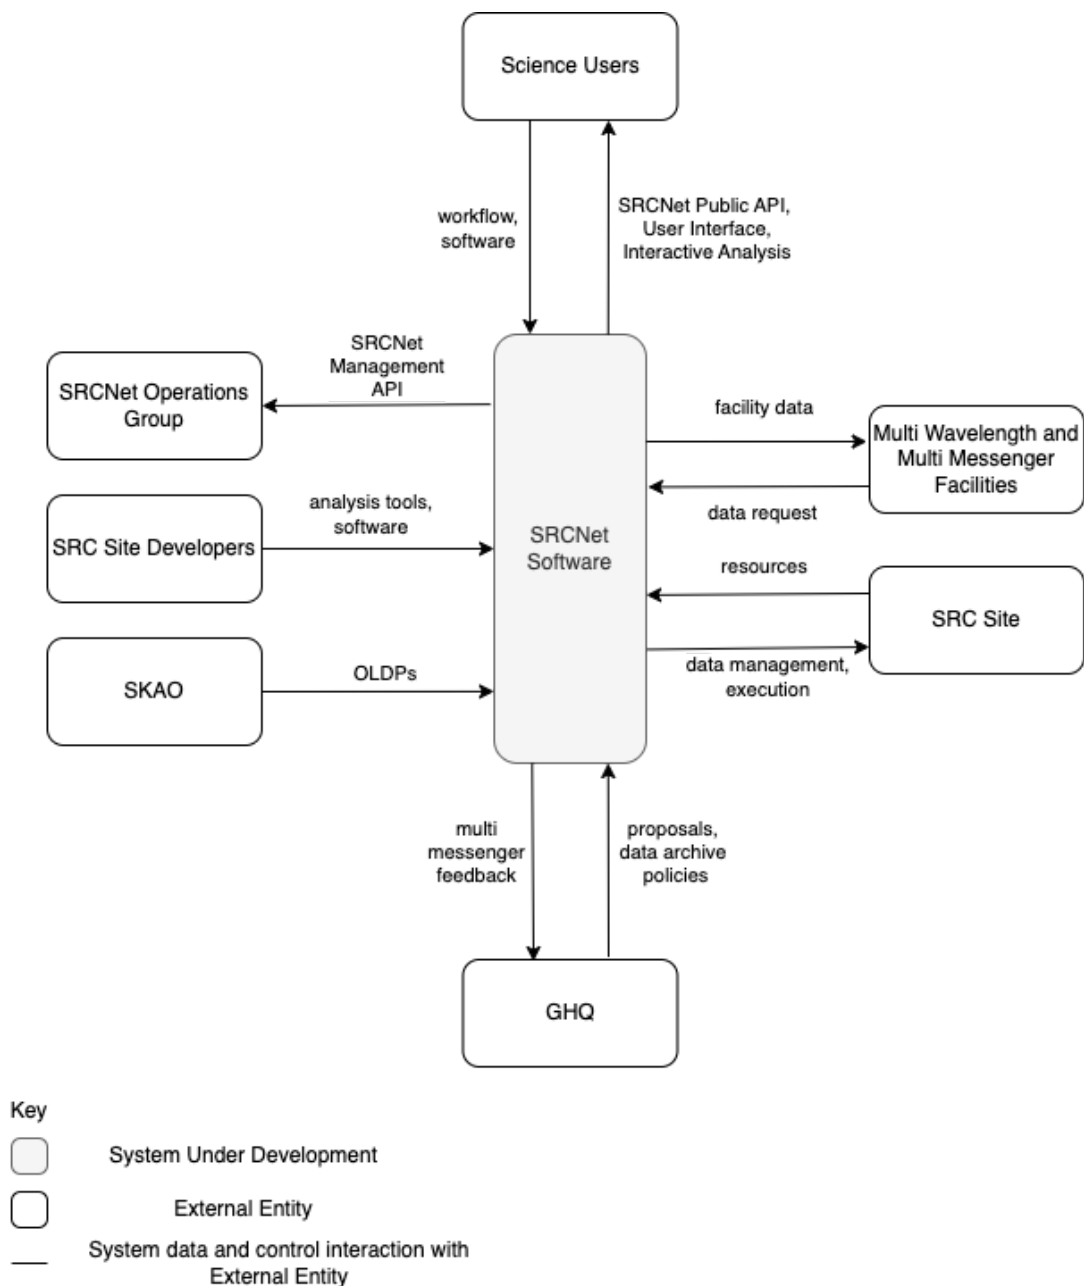 Science Users
workflow,
software
SRCNet Public API,
User Interface,
Interactive Analysis
SRCNet
Management
API
SRCNet Operations
Group
facility data
Multi Wavelength and
Multi Messenger
Facilities
data request
analysis tools,
software
SRC Site Developers
SRCNet
Software
resources
SRC Site
data management,
execution
OLDPs
SKAO
multi
messenger
feedback
proposals,
data archive
policies
GHQ
Key
System Under Development
External Entity
System data and control interaction with
External Entity